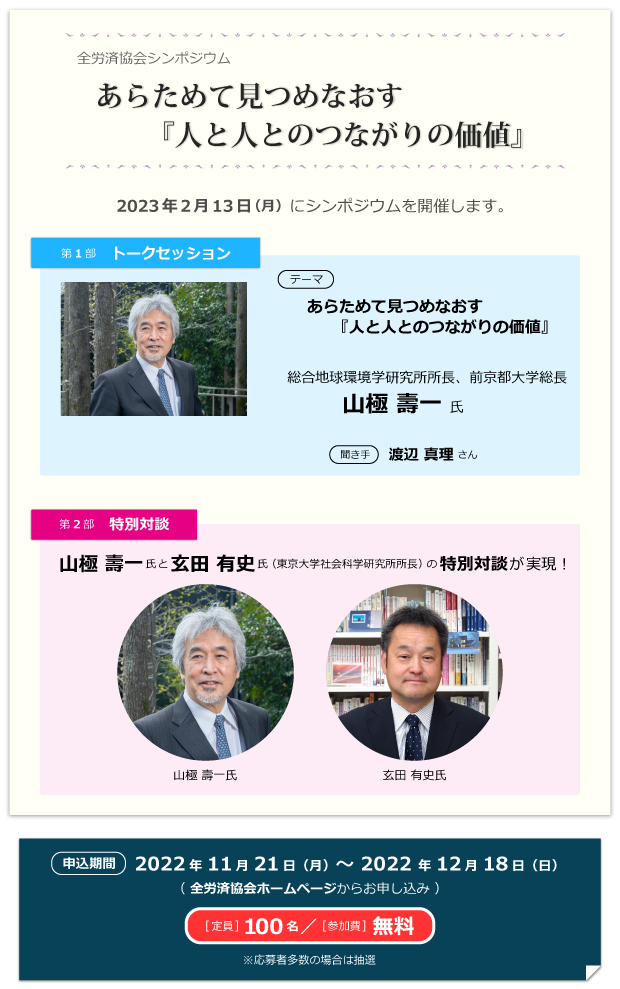 全労済協会シンポジウム
あらためて見つめなおす
『人と人とのつながりの価値』
2023年2月13日(月) にシンポジウムを開催します。
第1部 トークセッション
テーマ
あらためて見つめなおす
『人と人とのつながりの価値』
総合地球環境学研究所所長、前京都大学総長
山極 壽一 氏
聞き手 渡辺 真理 さん
第2部 特別対談
山極 壽一氏と玄田 有史氏(東京大学社会科学研究所所長)の特別対談が実現!
山極 壽一氏
玄田 有史氏
申込期間 2022年11月21日(月)~2022年12月18日(日)
(全労済協会ホームページからお申し込み)
[定員]100名/[参加費]無料
※応募者多数の場合は抽選